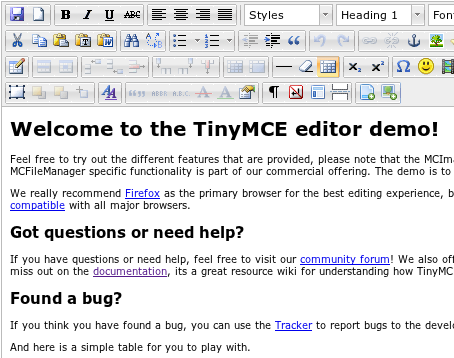 B I U ABC Styles Heading 1 Font
x₂ x² Ω
ABBR A.B.C.
¶
Welcome to the TinyMCE editor demo!
Feel free to try out the different features that are provided, please note that the
MCFileManager specific functionality is part of our commercial offering. The demo is to
We really recommend Firefox as the primary browser for the best editing experience,
compatible with all major browsers.
Got questions or need help?
If you have questions or need help, feel free to visit our community forum! We also
miss out on the documentation, its a great resource wiki for understanding how
Found a bug?
If you think you have found a bug, you can use the Tracker to report bugs to the
And here is a simple table for you to play with.